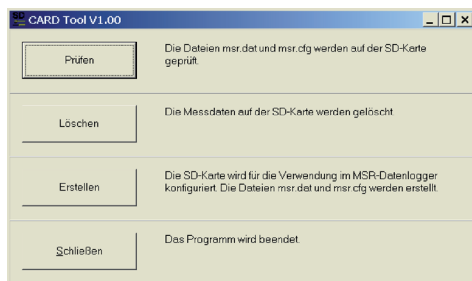 CARD Tool V1.00
Prüfen
Die Dateien msr.dat und msr.cfg werden auf der SD-Karte
geprüft.
Löschen
Die Messdaten auf der SD-Karte werden gelöscht
Erstellen
Die SD-Karte wird für die Verwendung im MSR-Datenlogger
konfiguriert. Die Dateien msr.dat und msr.cfg werden erstellt.
Schließen
Das Programm wird beendet.